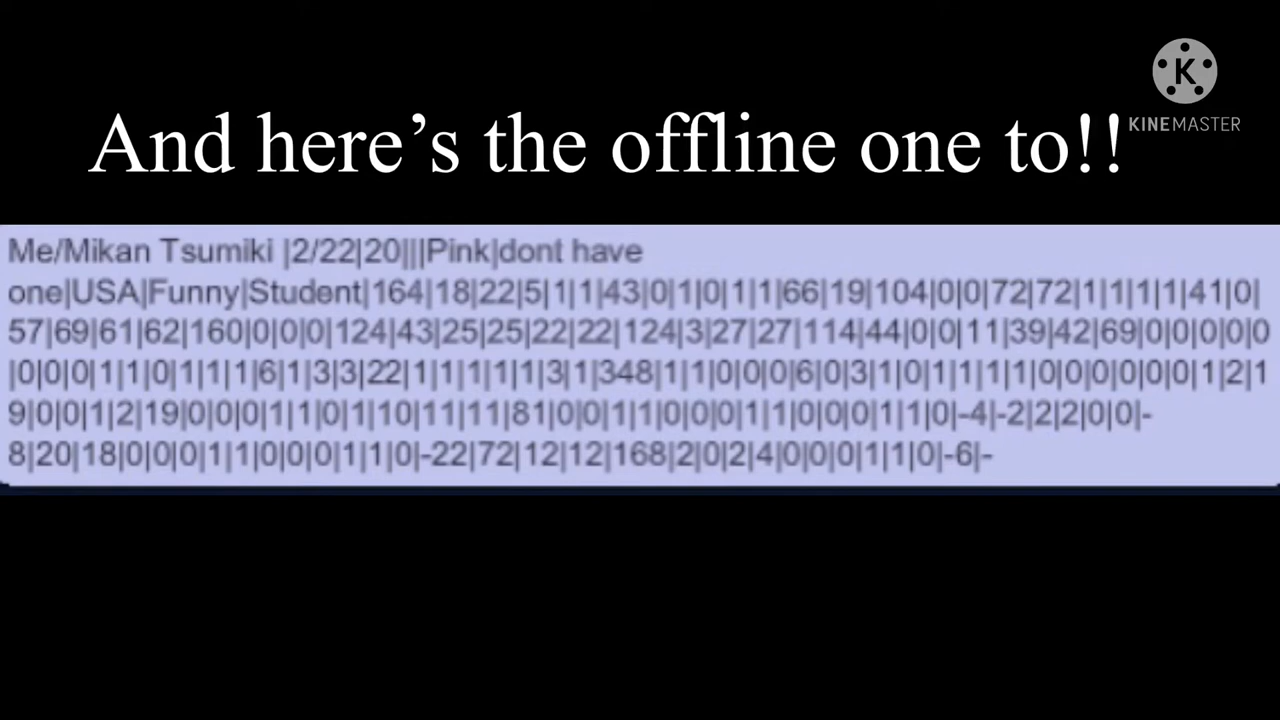 KINEMASTER
And here's the offline one to!!
Me/Mikan Tsumiki |2/22|20|||Pink|dont have
one|USA|Funny|Student|164|18|22|5|1|1|43|0|1|0|1|1|66|19|104|0|0|72|72|1|1|1|1|41|0|
57|69|61|62|160|0|0|0|124|43|25|25|22|22|124|3|27|27|114|44|0|0|11|39|42|69|0|0|0|0|0
|0|0|0|1|1|0|1|1|1|6|1|3|3|22|1|1|1|1|1|3|1|348|1|1|0|0|0|6|0|3|1|0|1|1|1|1|0|0|0|0|0|0|1|2|1
9|0|0|1|2|19|0|0|0|1|1|0|1|10|11|11|81|0|0|1|1|0|0|0|1|1|0|0|0|1|1|0|-4|-2|2|2|0|0|-
8|20|18|0|0|0|1|1|0|0|0|1|1|0|-22|72|12|12|168|2|0|2|4|0|0|0|1|1|0|-6|-